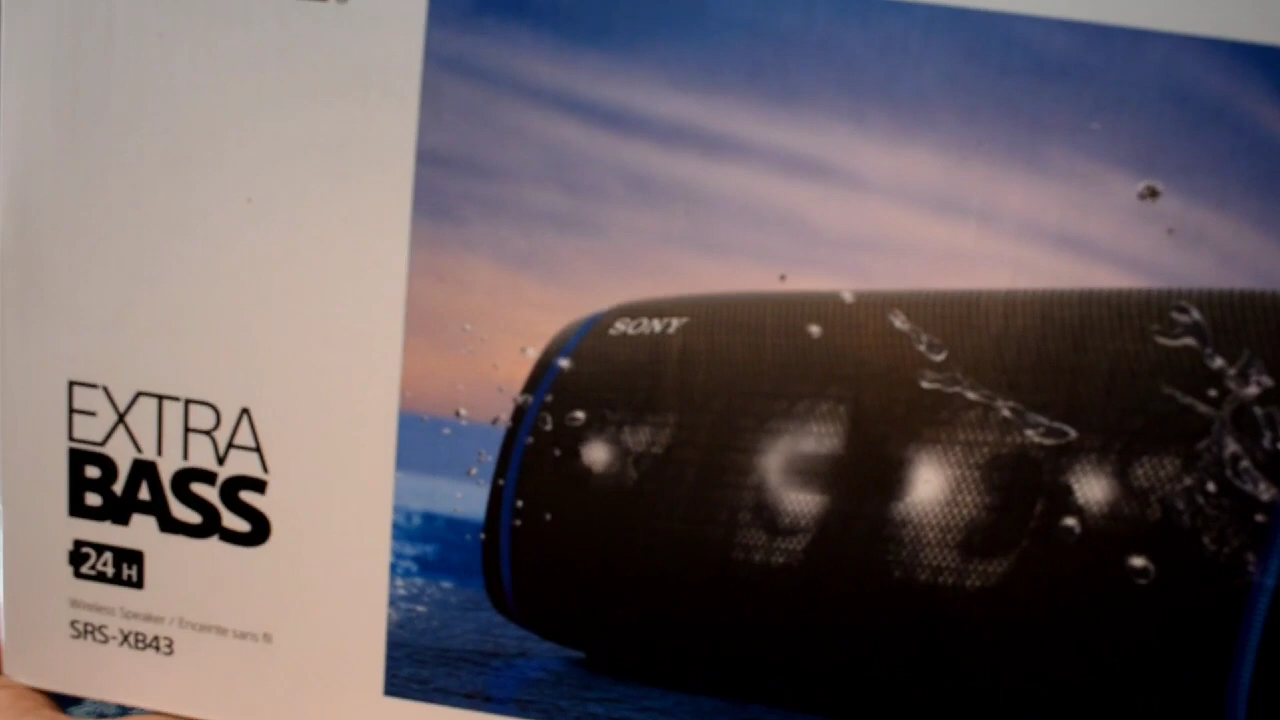 SONY
EXTRA
BASS
24 H
Wireless Speaker / Enceinte sans fil
SRS-XB43